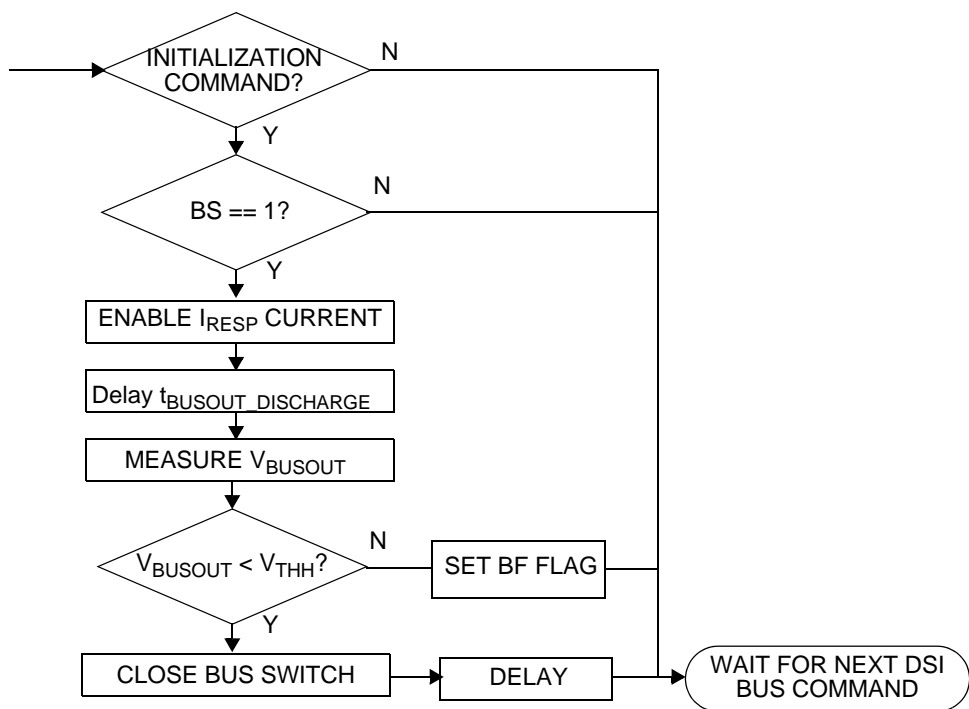 INITIALIZATION
COMMAND?
N
Y
BS == 1?
N
Y
ENABLE IRESP CURRENT
Delay tBUSOUT_DISCHARGE
MEASURE VBUSOUT
VBUSOUT < VTHH?
N
SET BF FLAG
Y
CLOSE BUS SWITCH
DELAY
WAIT FOR NEXT DSI
BUS COMMAND